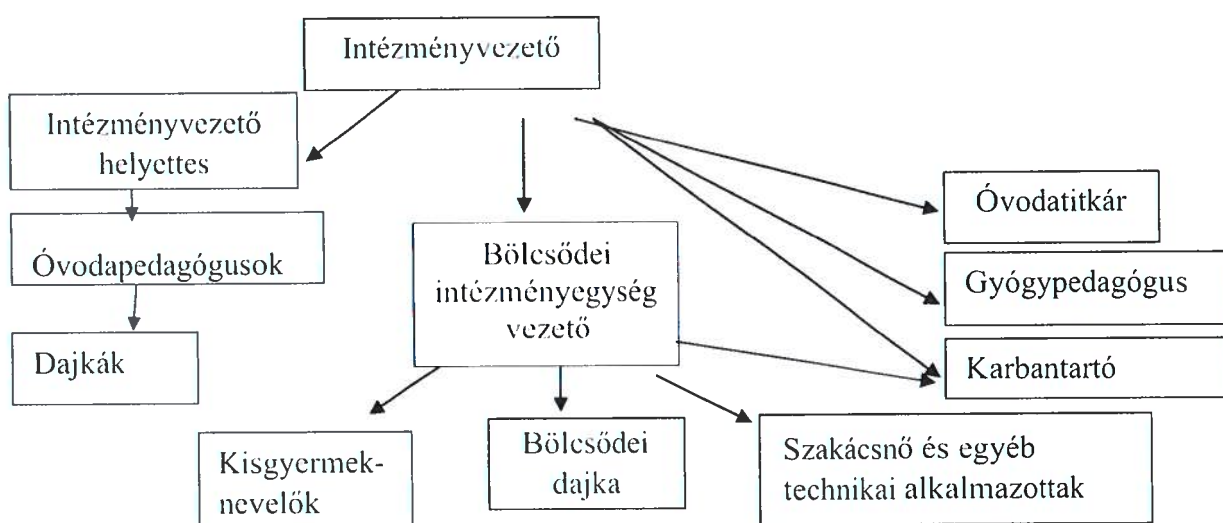 Intézményvezető
Intézményvezető
helyettes
Óvodapedagógusok
Dajkák
Bölcsődei
intézményegység
vezető
Óvodatitkár
Gyógypedagógus
Karbantartó
Kisgyermek-
nevelők
Bölcsődei
dajka
Szakácsnő és egyéb
technikai alkalmazottak